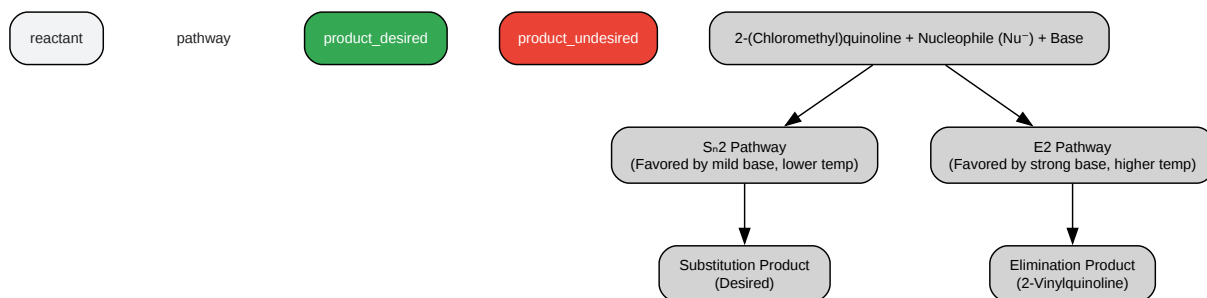 reactant
pathway
product_desired
product_undesired
2-(Chloromethyl)quinoline + Nucleophile (Nu⁻) + Base
Sₙ2 Pathway
(Favored by mild base, lower temp)
E2 Pathway
(Favored by strong base, higher temp)
Substitution Product
(Desired)
Elimination Product
(2-Vinylquinoline)